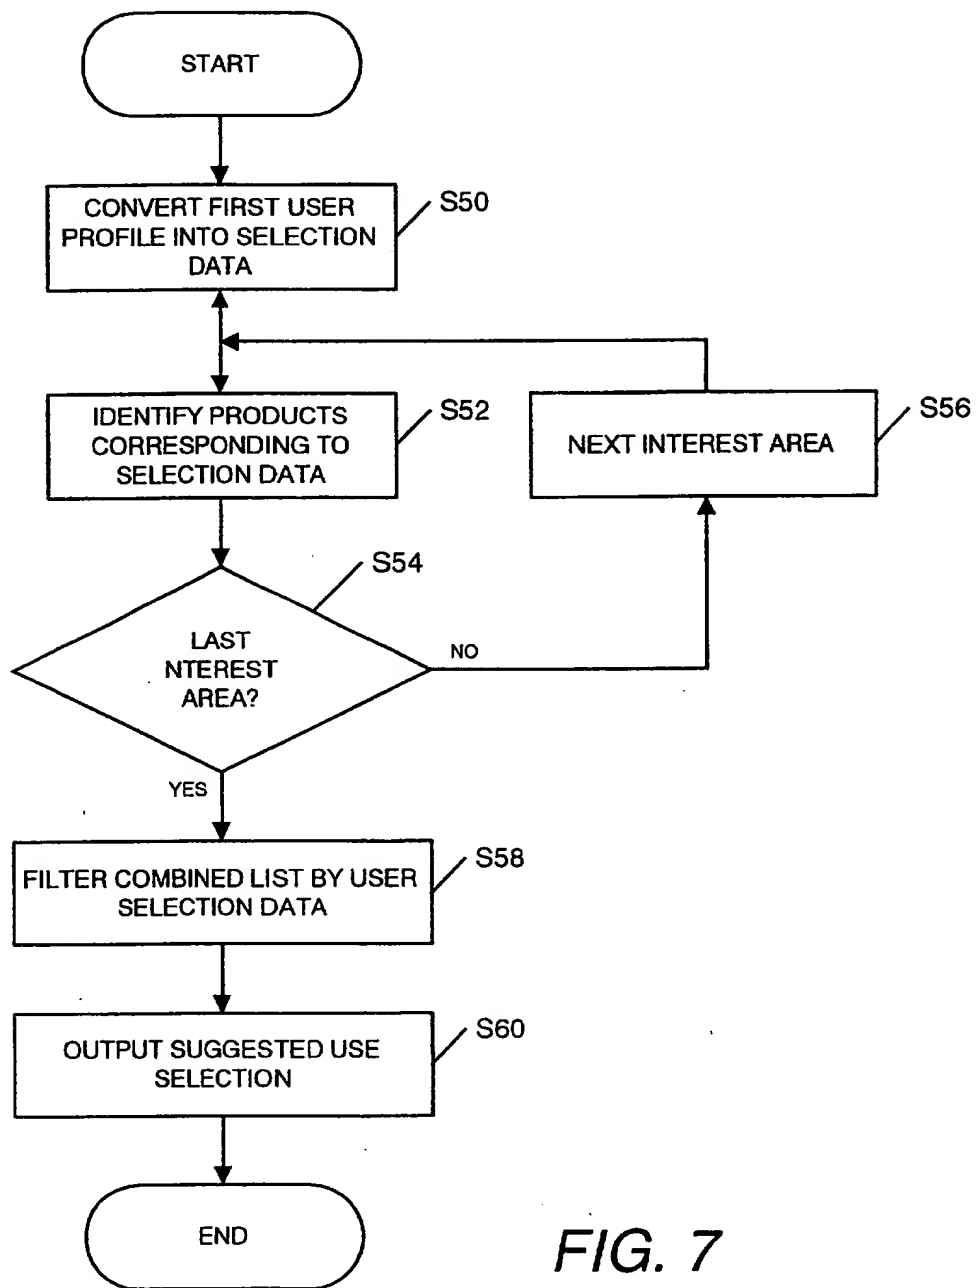 START
CONVERT FIRST USER
PROFILE INTO SELECTION
DATA
S50
IDENTIFY PRODUCTS
CORRESPONDING TO
SELECTION DATA
S52
NEXT INTEREST AREA
S56
LAST
NTEREST
AREA?
S54
NO
YES
FILTER COMBINED LIST BY USER
SELECTION DATA
S58
OUTPUT SUGGESTED USE
SELECTION
S60
END
FIG. 7